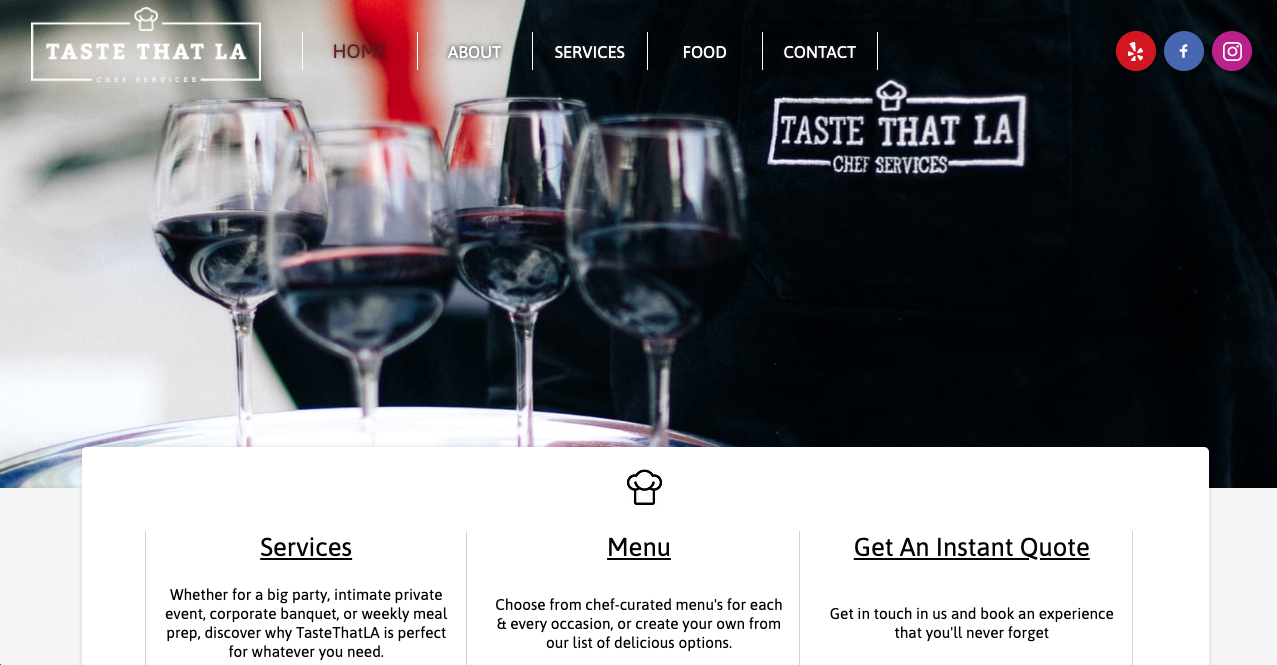 TASTE THAT LA
CHEF SERVICES
HOME
ABOUT
SERVICES
FOOD
CONTACT
TASTE THAT LA
CHEF SERVICES
Services
Whether for a big party, intimate private
event, corporate banquet, or weekly meal
prep, discover why TasteThatLA is perfect
for whatever you need.
Menu
Choose from chef-curated menu's for each
& every occasion, or create your own from
our list of delicious options.
Get An Instant Quote
Get in touch in us and book an experience
that you'll never forget